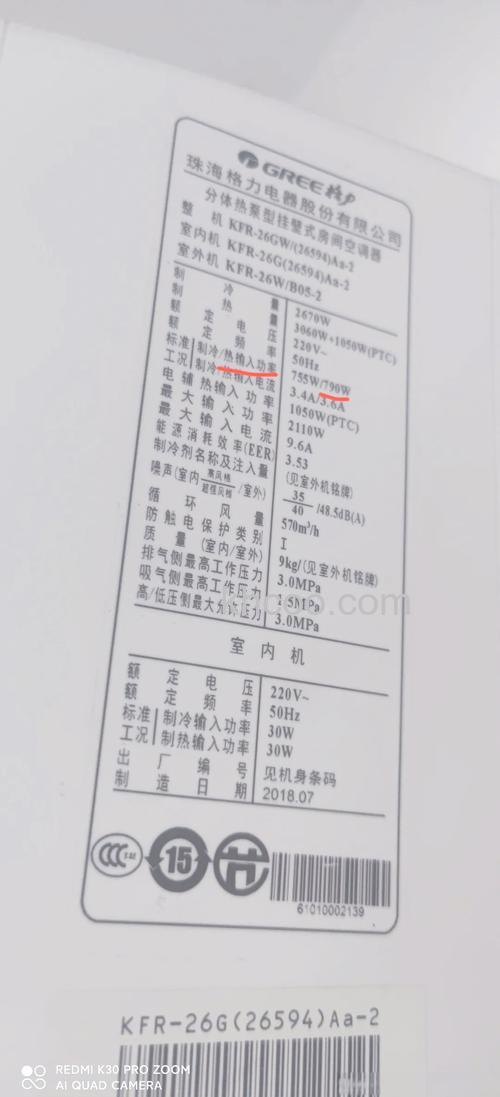 GREE 格力
珠海格力电器股份有限公司
分体热泵型挂壁式房间空调器
整 机 KFR-26GW/(26594)Aa-2
室内机 KFR-26G(26594)Aa-2
室外机 KFR-26W/B05-2
制 冷 量 2670W
制 热 量 3060W+1050W(PTC)
额 定 电 压 220V~
额 定 频 率 50Hz
标准 制冷/热输入功率 755W/790W
工况 制冷/热输入电流 3.4A/3.6A
电 辅 热 输 入 功 率 1050W(PTC)
最 大 输 入 功 率 2110W
最 大 输 入 电 流 9.6A
能源消耗效率(EER) 3.53
制冷剂名称及注入量 (见室外机铭牌)
噪声(室内 高风档/超强风档 /室外) 35/40 /48.5dB(A)
循 环 风 量 570m³/h
防触电保护类别 I
质 量 (室内/室外) 9kg/(见室外机铭牌)
排气侧最高工作压力 3.0MPa
吸气侧最高工作压力 1.5MPa
高/低压侧最大允许压力 3.0MPa
khcoo.com
室 内 机
额 定 电 压 220V~
额 定 频 率 50Hz
标准 制冷输入功率 30W
工况 制热输入功率 30W
出 厂 编 号 见机身条码
制 造 日 期 2018.07
CCC
15
61010002139
KFR-26G(26594)Aa-2
REDMI K30 PRO ZOOM
AI QUAD CAMERA